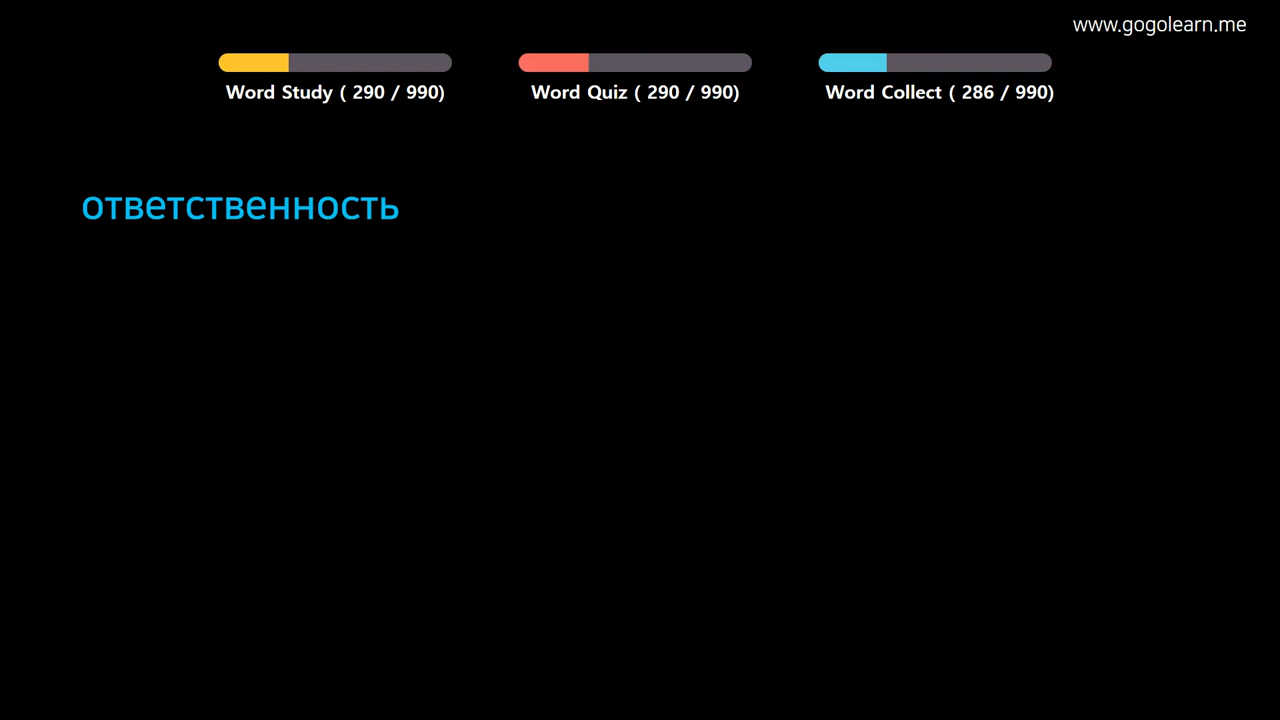 www.gogolearn.me
Word Study ( 290 / 990)
Word Quiz ( 290 / 990)
Word Collect ( 286 / 990)
ответственность